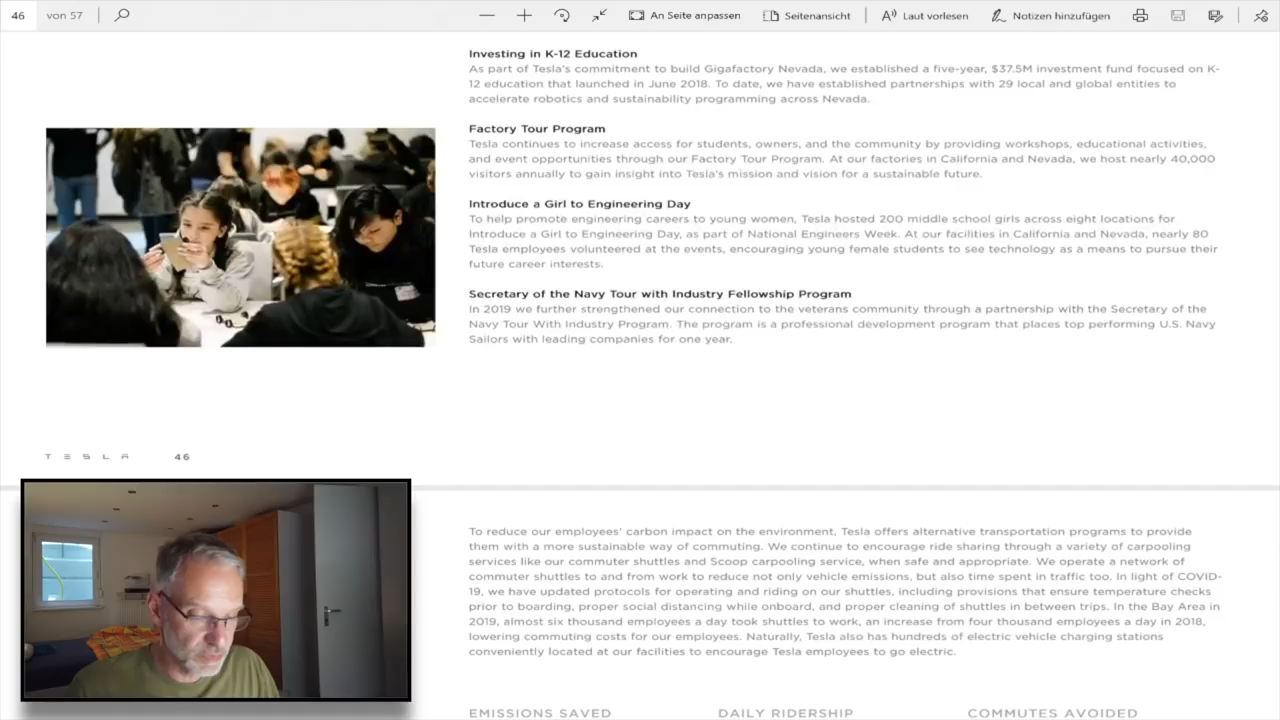 46 von 57 An Seite anpassen Seitenansicht Laut vorlesen Notizen hinzufügen
Investing in K-12 Education
As part of Tesla's commitment to build Gigafactory Nevada, we established a five-year, $37.5M investment fund focused on K-
12 education that launched in June 2018. To date, we have established partnerships with 29 local and global entities to
accelerate robotics and sustainability programming across Nevada.
Factory Tour Program
Tesla continues to increase access for students, owners, and the community by providing workshops, educational activities,
and event opportunities through our Factory Tour Program. At our factories in California and Nevada, we host nearly 40,000
visitors annually to gain insight into Tesla's mission and vision for a sustainable future.
Introduce a Girl to Engineering Day
To help promote engineering careers to young women, Tesla hosted 200 middle school girls across eight locations for
Introduce a Girl to Engineering Day, as part of National Engineers Week. At our facilities in California and Nevada, nearly 80
Tesla employees volunteered at the events, encouraging young female students to see technology as a means to pursue their
future career interests.
Secretary of the Navy Tour with Industry Fellowship Program
In 2019 we further strengthened our connection to the veterans community through a partnership with the Secretary of the
Navy Tour With Industry Program. The program is a professional development program that places top performing U.S. Navy
Sailors with leading companies for one year.
TESLA 46
To reduce our employees' carbon impact on the environment, Tesla offers alternative transportation programs to provide
them with a more sustainable way of commuting. We continue to encourage ride sharing through a variety of carpooling
services like our commuter shuttles and Scoop carpooling service, when safe and appropriate. We operate a network of
commuter shuttles to and from work to reduce not only vehicle emissions, but also time spent in traffic too. In light of COVID-
19, we have updated protocols for operating and riding on our shuttles, including provisions that ensure temperature checks
prior to boarding, proper social distancing while onboard, and proper cleaning of shuttles in between trips. In the Bay Area in
2019, almost six thousand employees a day took shuttles to work, an increase from four thousand employees a day in 2018,
lowering commuting costs for our employees. Naturally, Tesla also has hundreds of electric vehicle charging stations
conveniently located at our facilities to encourage Tesla employees to go electric.
EMISSIONS SAVED DAILY RIDERSHIP COMMUTES AVOIDED